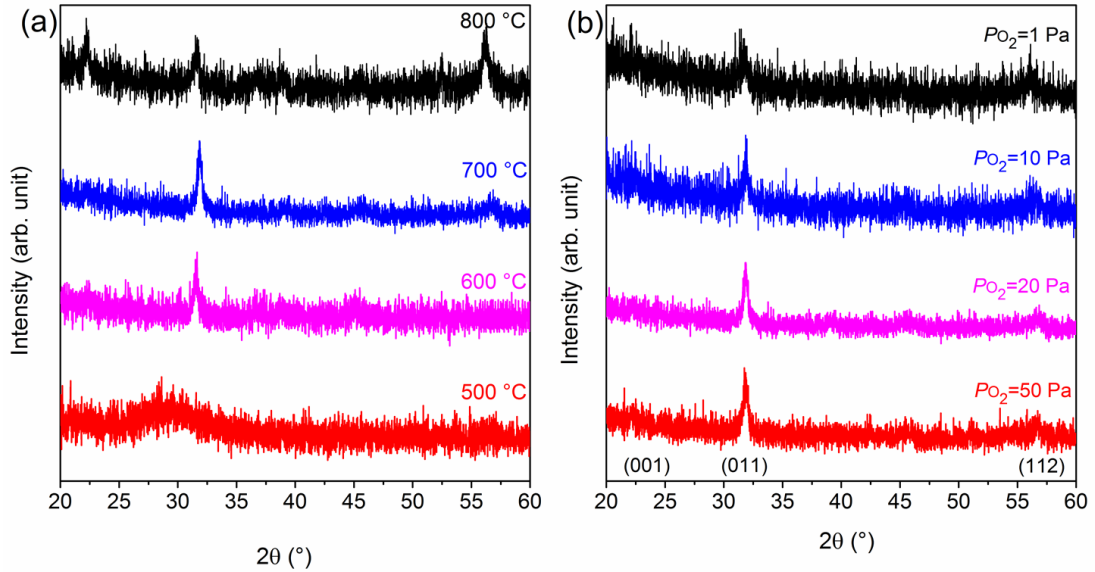 (a)
800 °C
700 °C
600 °C
500 °C
Intensity (arb. unit)
20 25 30 35 40 45 50 55 60
2θ (°)
(b)
PO2=1 Pa
PO2=10 Pa
PO2=20 Pa
PO2=50 Pa
(001) (011) (112)
Intensity (arb. unit)
20 25 30 35 40 45 50 55 60
2θ (°)